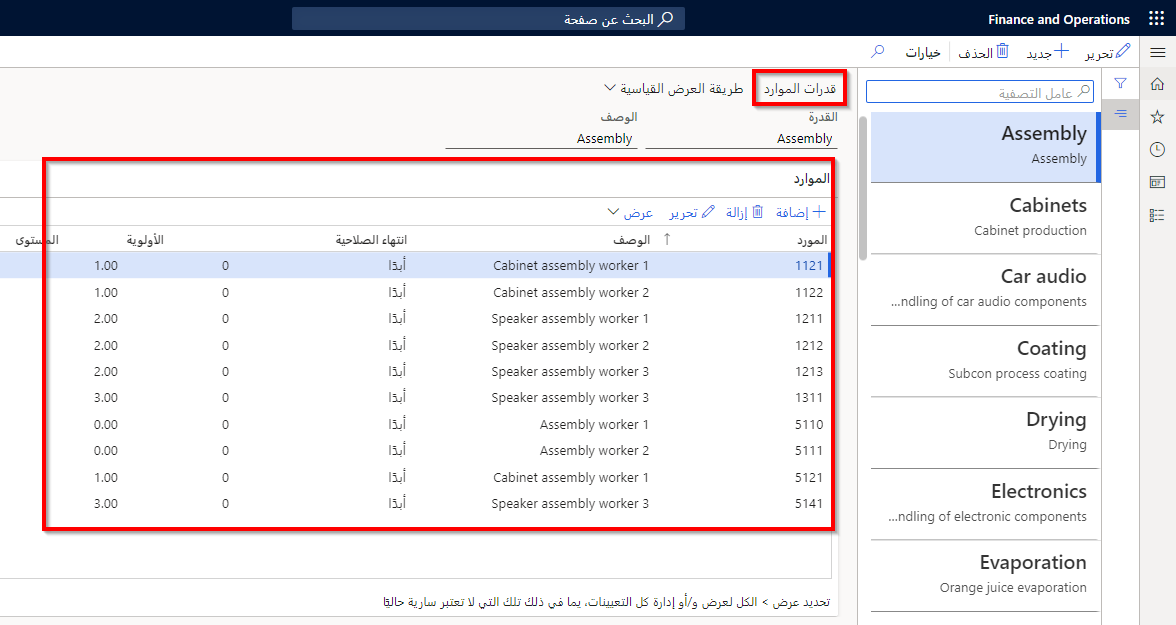 Finance and Operations
البحث عن صفحة
تحرير
جديد
الحذف
خيارات
عامل التصفية
Assembly
Assembly
Cabinets
Cabinet production
Car audio
...ndling of car audio components
Coating
Subcon process coating
Drying
Drying
Electronics
...ndling of electronic components
Evaporation
Orange juice evaporation
قدرات الموارد طريقة العرض القياسية
القدرة الوصف
Assembly Assembly
الموارد
إضافة إزالة تحرير عرض
المورد الوصف انتهاء الصلاحية الأولوية المستوى
1121 Cabinet assembly worker 1 أبدًا 0 1.00
1122 Cabinet assembly worker 2 أبدًا 0 1.00
1211 Speaker assembly worker 1 أبدًا 0 2.00
1212 Speaker assembly worker 2 أبدًا 0 2.00
1213 Speaker assembly worker 3 أبدًا 0 2.00
1311 Speaker assembly worker 3 أبدًا 0 3.00
5110 Assembly worker 1 أبدًا 0 0.00
5111 Assembly worker 2 أبدًا 0 0.00
5121 Cabinet assembly worker 1 أبدًا 0 1.00
5141 Speaker assembly worker 3 أبدًا 0 3.00
تحديد عرض > الكل لعرض و/أو إدارة كل التعيينات، يما في ذلك تلك التي لا تعتبر سارية حاليًا